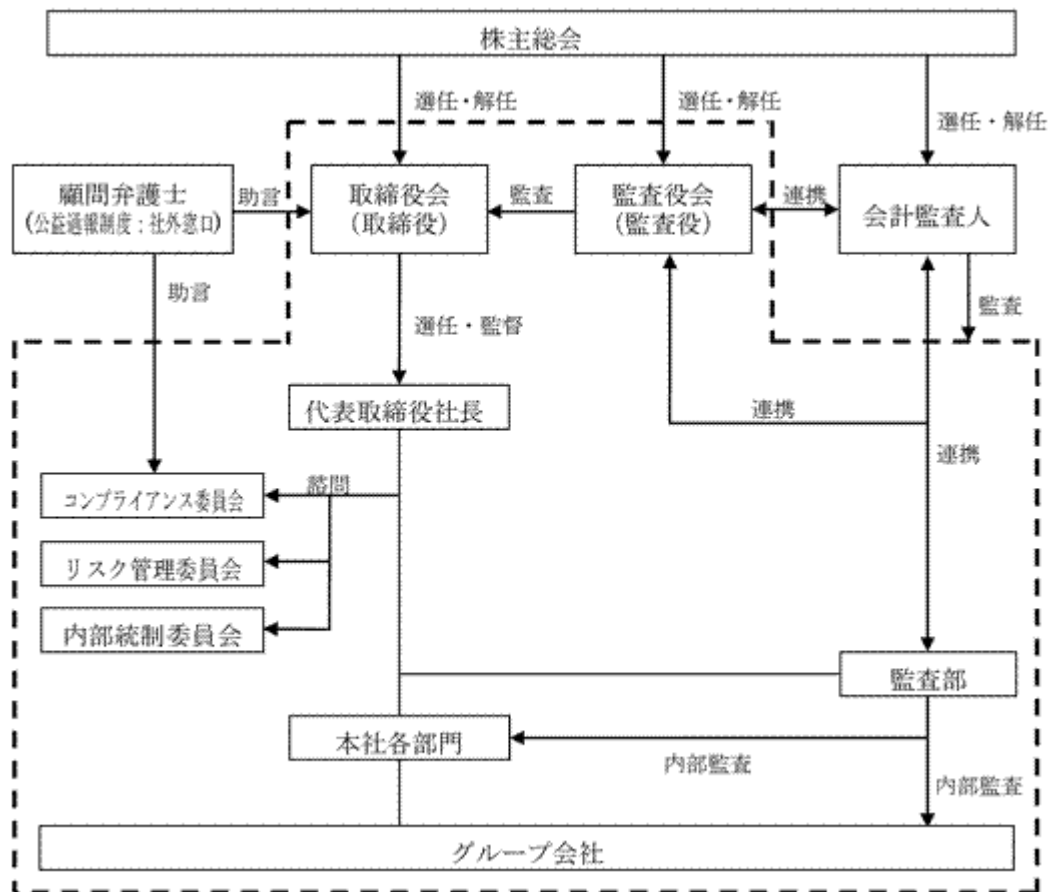 株主総会
選任・解任
選任・解任
選任・解任
顧問弁護士
(公益通報制度：社外窓口)
助言
取締役会
(取締役)
監査
監査役会
(監査役)
連携
会計監査人
助言
選任・監督
監査
代表取締役社長
連携
連携
コンプライアンス委員会
諮問
リスク管理委員会
内部統制委員会
監査部
本社各部門
内部監査
内部監査
グループ会社